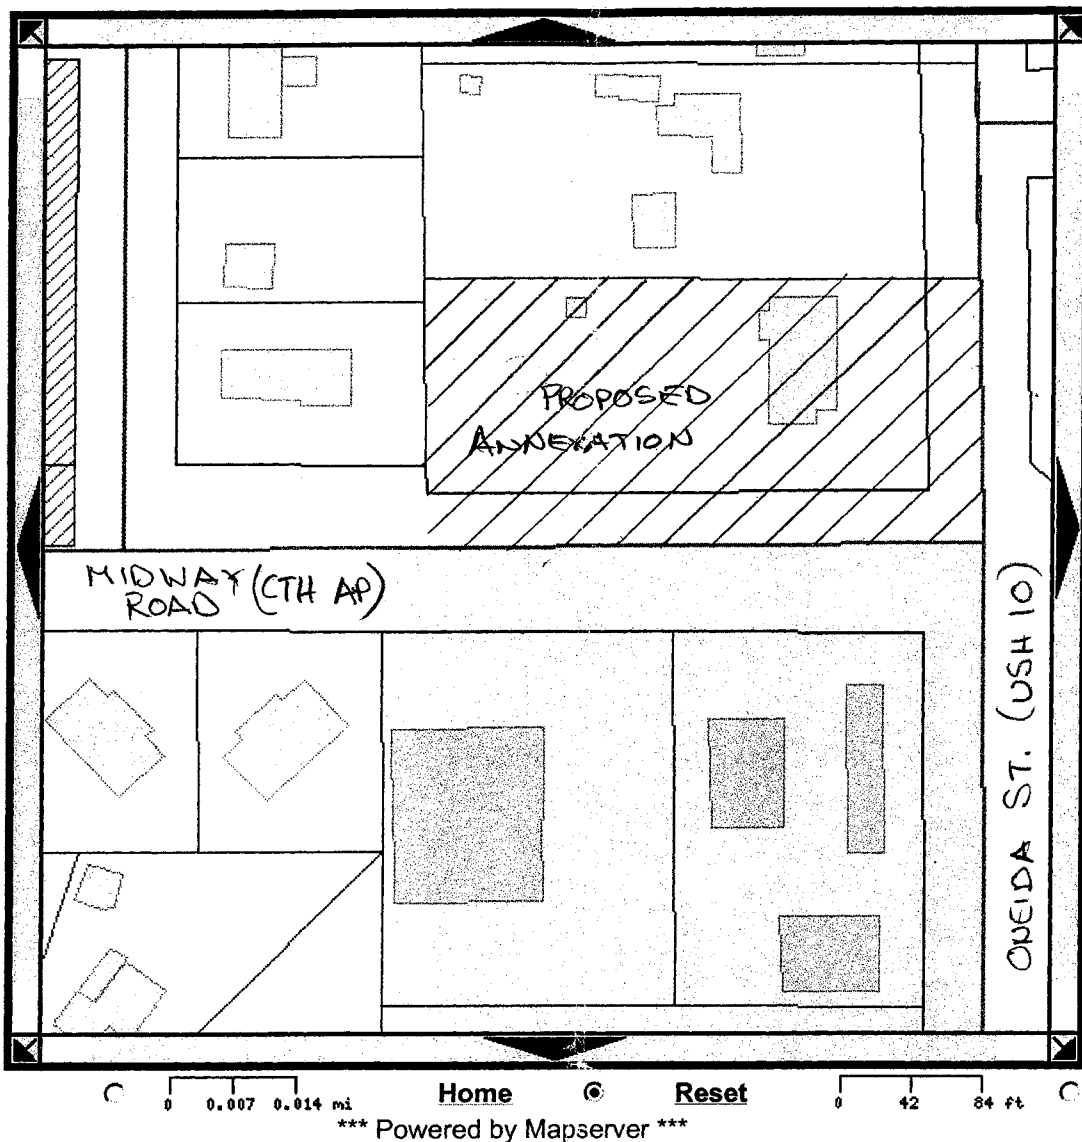 PROPOSED
ANNEXATION
MIDWAY (CTH AP)
ROAD
ONEIDA ST. (USH 10)
0 0.007 0.014 mi
Home
Reset
0 42 84 ft
*** Powered by Mapserver ***